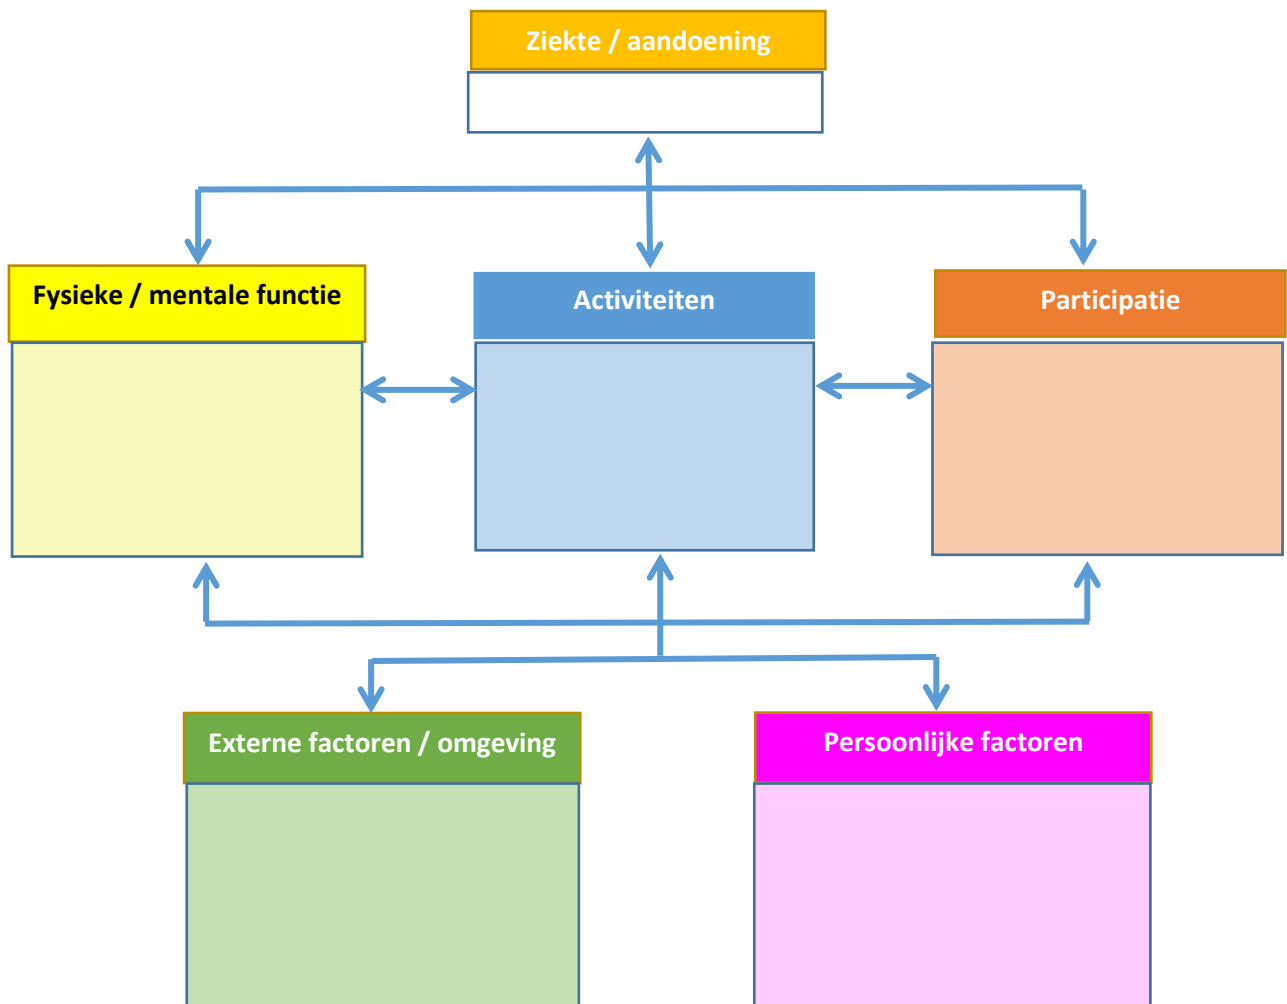 Ziekte / aandoening
Fysieke / mentale functie
Activiteiten
Participatie
Externe factoren / omgeving
Persoonlijke factoren